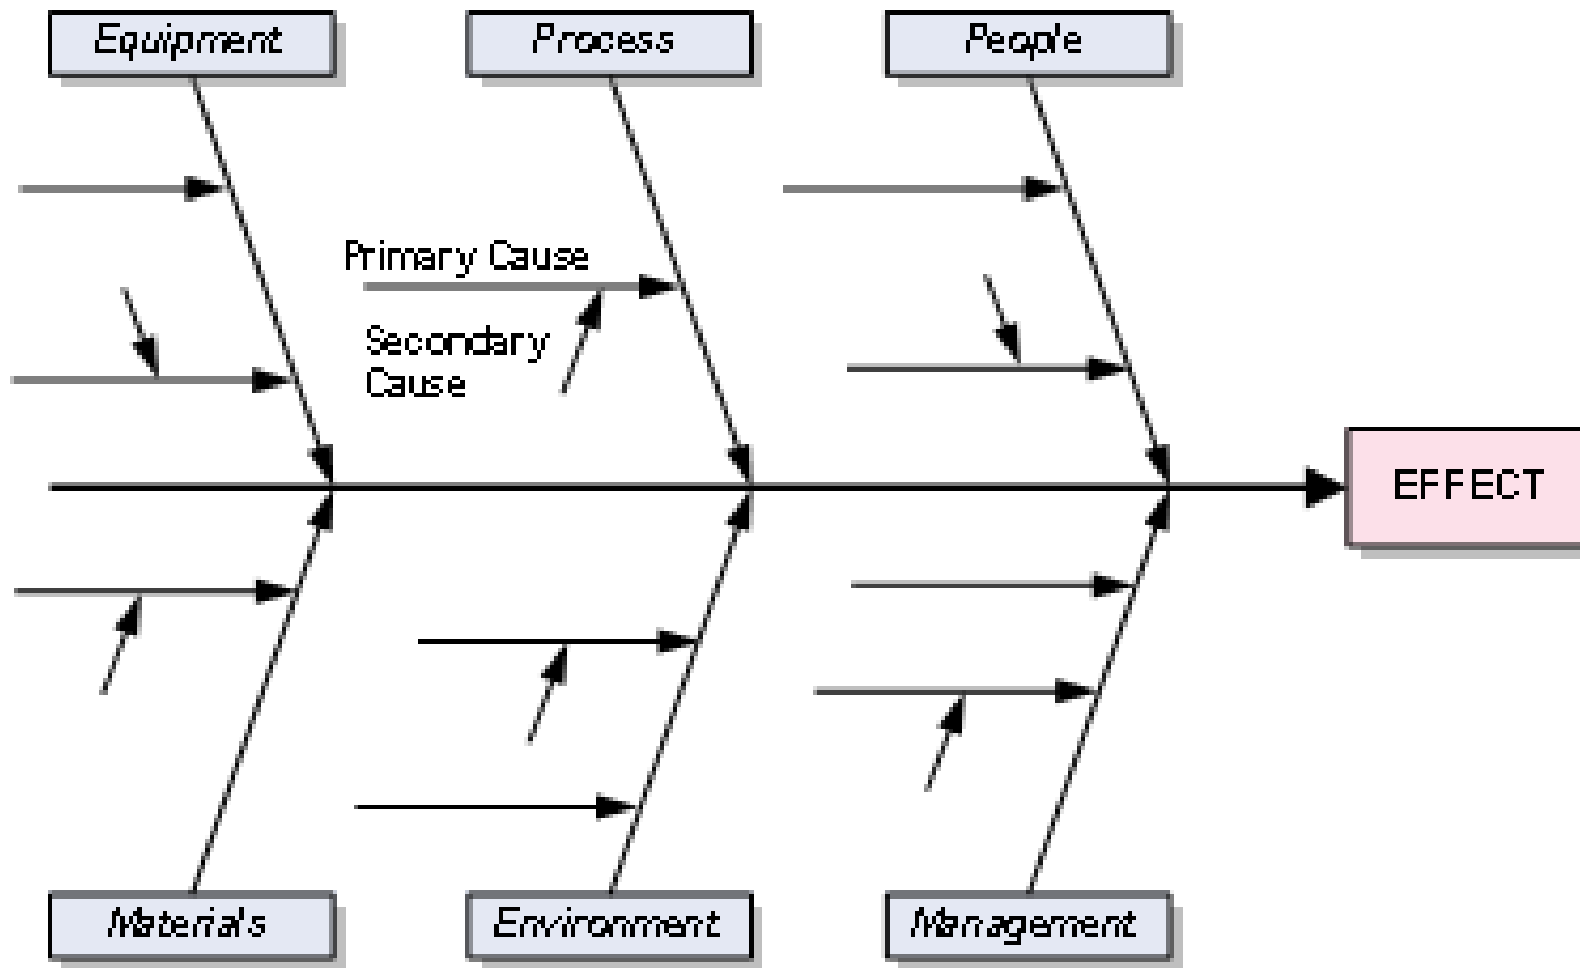 Equipment
Process
People
Primary Cause
Secondary
Cause
EFFECT
Materials
Environment
Management